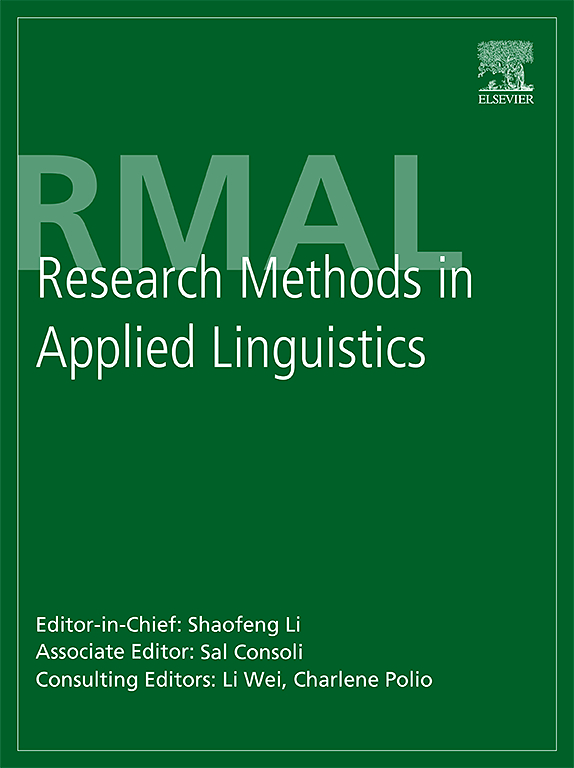 ELSEVIER
RMAL
Research Methods in
Applied Linguistics
Editor-in-Chief: Shaofeng Li
Associate Editor: Sal Consoli
Consulting Editors: Li Wei, Charlene Polio